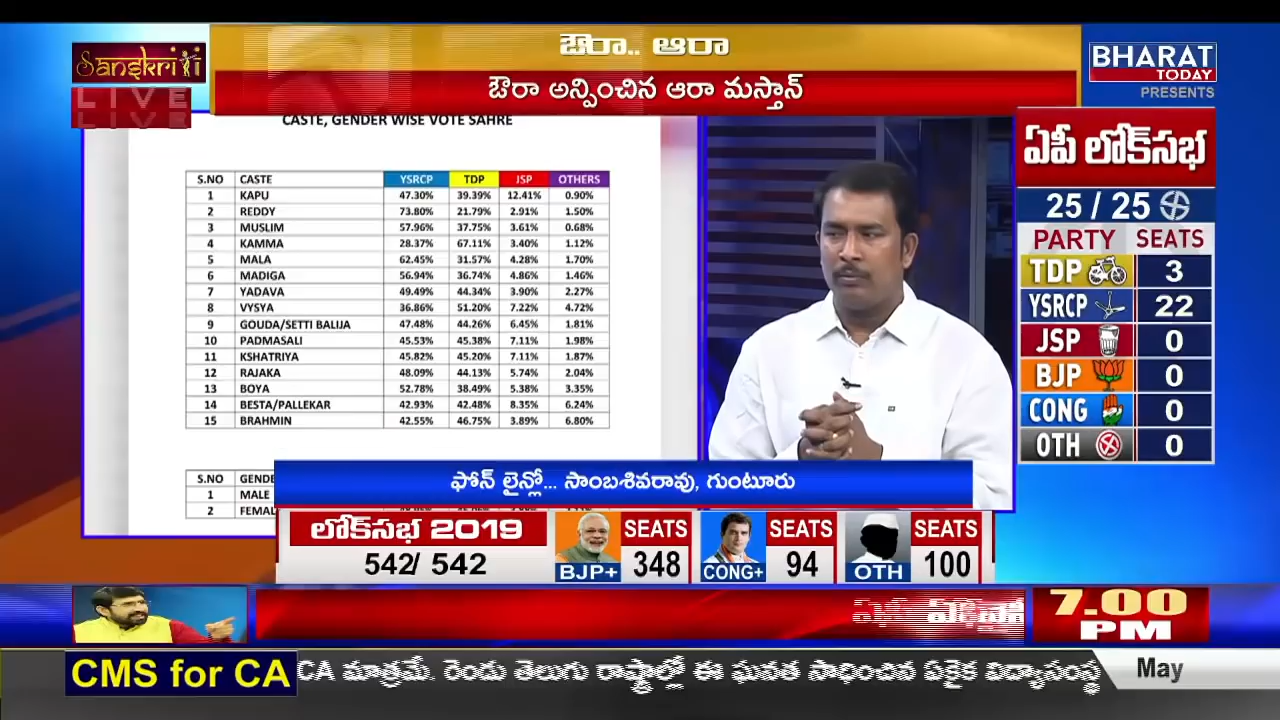 ఔరా.. ఆరా
Sanskriti
LIVE
LIVE
ఔరా అన్పించిన ఆరా మస్తాన్
BHARAT
TODAY
PRESENTS
CASTE, GENDER WISE VOTE SAHRE
S.NO CASTE YSRCP TDP JSP OTHERS
1 KAPU 47.30% 39.39% 12.41% 0.90%
2 REDDY 73.80% 21.79% 2.91% 1.50%
3 MUSLIM 57.96% 37.75% 3.61% 0.68%
4 KAMMA 28.37% 67.11% 3.40% 1.12%
5 MALA 62.45% 31.57% 4.28% 1.70%
6 MADIGA 56.94% 36.74% 4.86% 1.46%
7 YADAVA 49.49% 44.34% 3.90% 2.27%
8 VYSYA 36.86% 51.20% 7.22% 4.72%
9 GOUDA/SETTI BALIJA 47.48% 44.26% 6.45% 1.81%
10 PADMASALI 45.53% 45.38% 7.11% 1.98%
11 KSHATRIYA 45.82% 45.20% 7.11% 1.87%
12 RAJAKA 48.09% 44.13% 5.74% 2.04%
13 BOYA 52.78% 38.49% 5.38% 3.35%
14 BESTA/PALLEKAR 42.93% 42.48% 8.35% 6.24%
15 BRAHMIN 42.55% 46.75% 3.89% 6.80%
S.NO GENDE
1 MALE
2 FEMAL
ఏపీ లోక్‌సభ
25 / 25
PARTY SEATS
TDP 3
YSRCP 22
JSP 0
BJP 0
CONG 0
OTH 0
ఫోన్ లైన్లో... సాంబశివరావు, గుంటూరు
లోక్‌సభ 2019
542/ 542
BJP+ SEATS 348
CONG+ SEATS 94
OTH SEATS 100
7.00
PM
CMS for CA
CA మాత్రమే. రెండు తెలుగు రాష్ట్రాల్లో ఈ ఘనత సాధించిన ఏకైక విద్యాసంస్థ
May